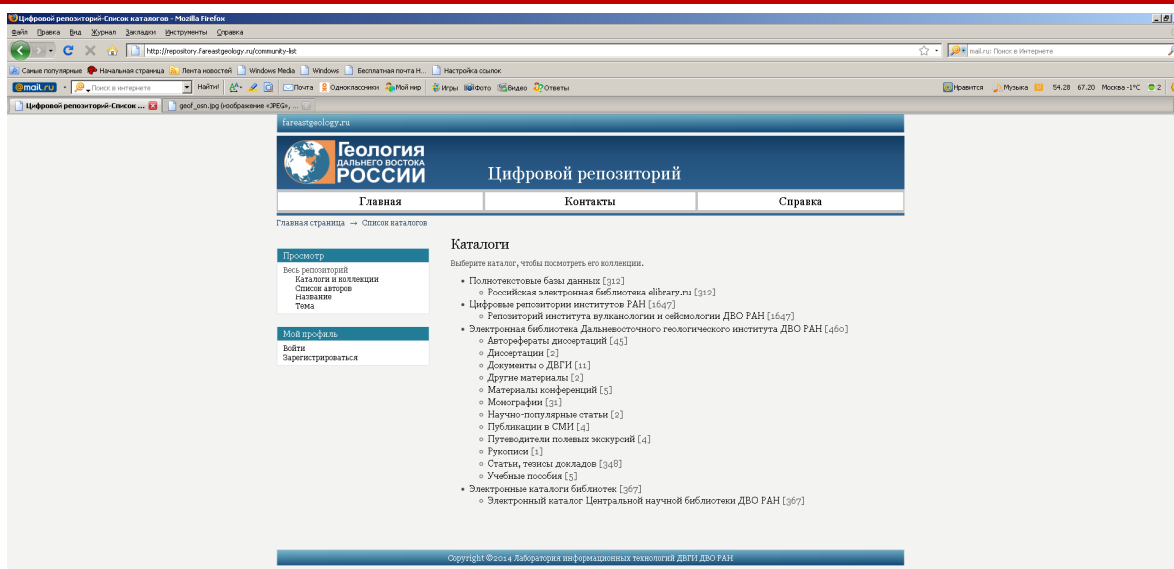 Цифровой репозиторий-Список каталогов - Mozilla Firefox
Файл Правка Вид Журнал Закладки Инструменты Справка
http://repository.fareastgeology.ru/community-list
mail.ru: Поиск в Интернете
Самые популярные Начальная страница Лента новостей Windows Media Windows Бесплатная почта H... Настройка ссылок
@mail.ru Поиск в интернете Найти! Почта Одноклассники Мой мир Игры Фото Видео Ответы Нравится Музыка 54.28 67.20 Москва -1°C 2
Цифровой репозиторий-Список ... geof_osn.jpg (изображение «JPEG», ...
fareastgeology.ru
Геология
ДАЛЬНЕГО ВОСТОКА
РОССИИ
Цифровой репозиторий
Главная Контакты Справка
Главная страница → Список каталогов
Каталоги
Выберите каталог, чтобы посмотреть его коллекции.
Просмотр
Весь репозиторий
Каталоги и коллекции
Список авторов
Название
Тема
Мой профиль
Войти
Зарегистрироваться
• Полнотекстовые базы данных [312]
◦ Российская электронная библиотека elibrary.ru [312]
• Цифровые репозитории институтов РАН [1647]
◦ Репозиторий института вулканологии и сейсмологии ДВО РАН [1647]
• Электронная библиотека Дальневосточного геологического института ДВО РАН [460]
◦ Авторефераты диссертаций [45]
◦ Диссертации [2]
◦ Документы о ДВГИ [11]
◦ Другие материалы [2]
◦ Материалы конференций [5]
◦ Монографии [31]
◦ Научно-популярные статьи [2]
◦ Публикации в СМИ [4]
◦ Путеводители полевых экскурсий [4]
◦ Рукописи [1]
◦ Статьи, тезисы докладов [348]
◦ Учебные пособия [5]
• Электронные каталоги библиотек [367]
◦ Электронный каталог Центральной научной библиотеки ДВО РАН [367]
Copyright ©2014 Лаборатория информационных технологий ДВГИ ДВО РАН